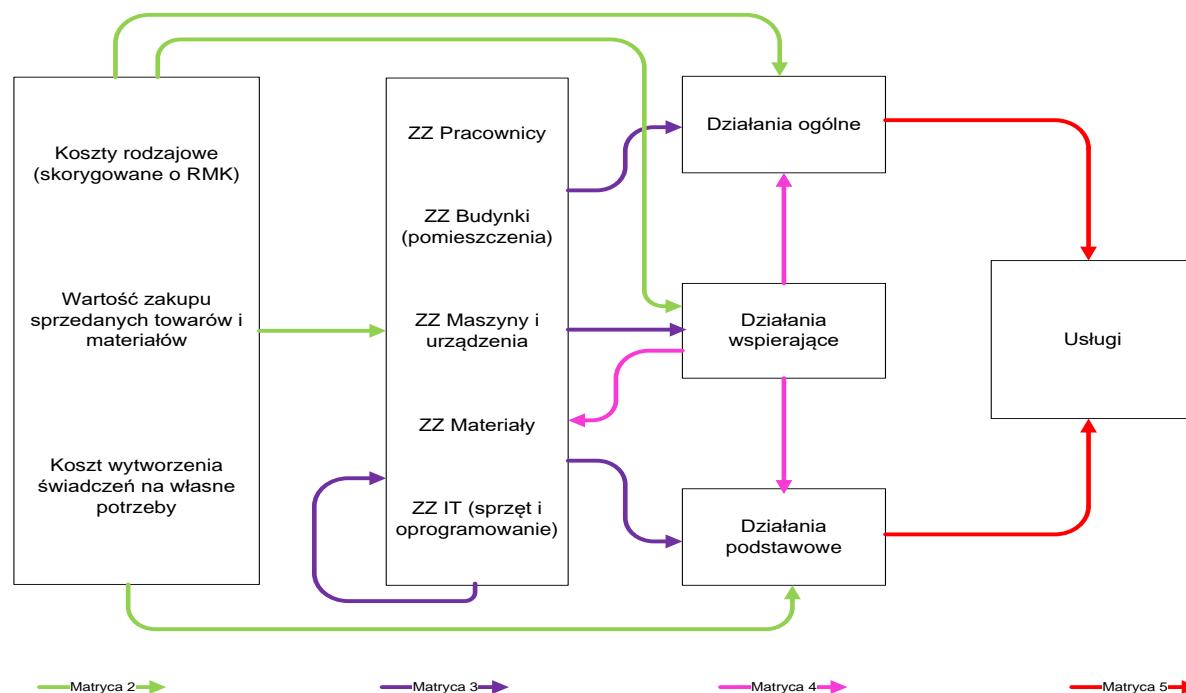 Koszty rodzajowe
(skorygowane o RMK)
Wartość zakupu
sprzedanych towarów i
materiałów
Koszt wytworzenia
świadczeń na własne
potrzeby
ZZ Pracownicy
ZZ Budynki
(pomieszczenia)
ZZ Maszyny i
urządzenia
ZZ Materiały
ZZ IT (sprzęt i
oprogramowanie)
Działania ogólne
Działania
wspierające
Działania
podstawowe
Usługi
Matryca 2
Matryca 3
Matryca 4
Matryca 5